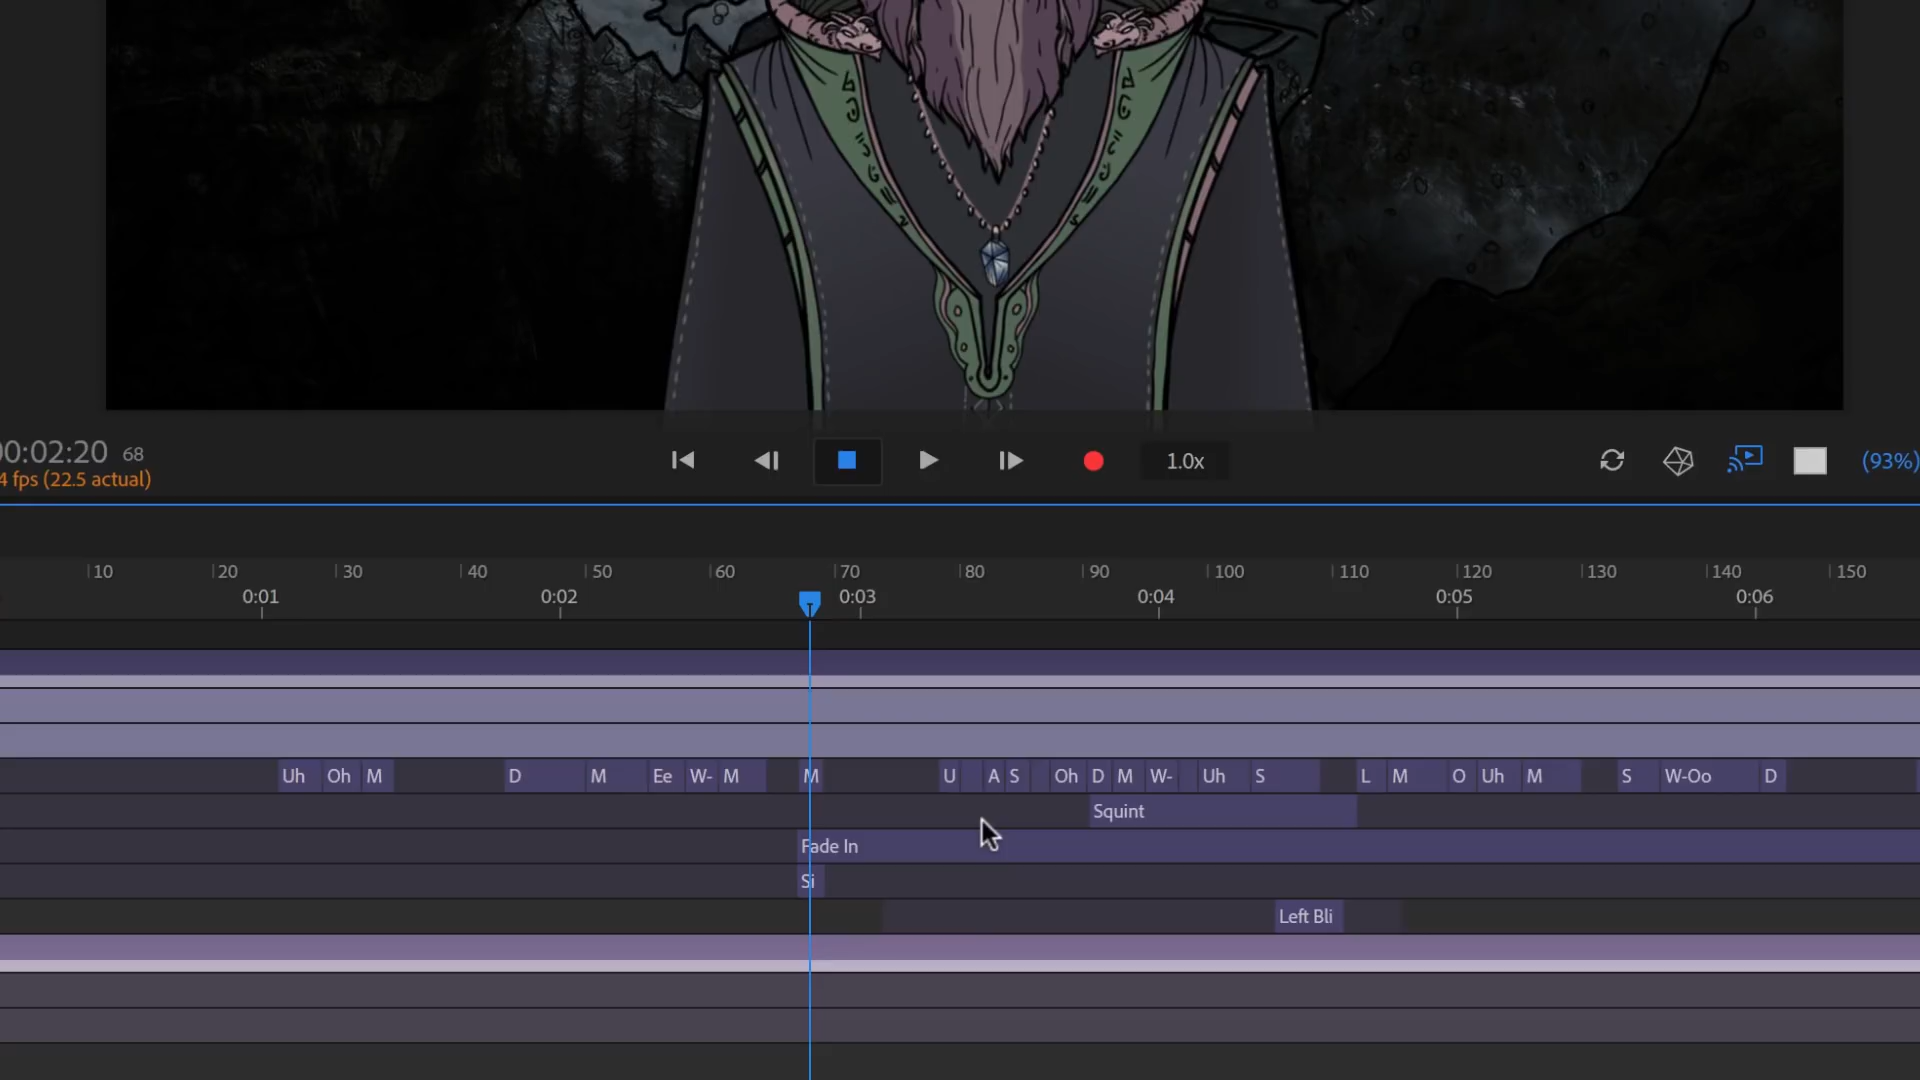 00:02:20 68
4 fps (22.5 actual)
1.0x
(93%)
10 20 30 40 50 60 70 80 90 100 110 120 130 140 150
0:01 0:02 0:03 0:04 0:05 0:06
Uh Oh M D M Ee W- M M U A S Oh D M W- Uh S L M O Uh M S W-Oo D
Squint
Fade In
Si
Left Bli